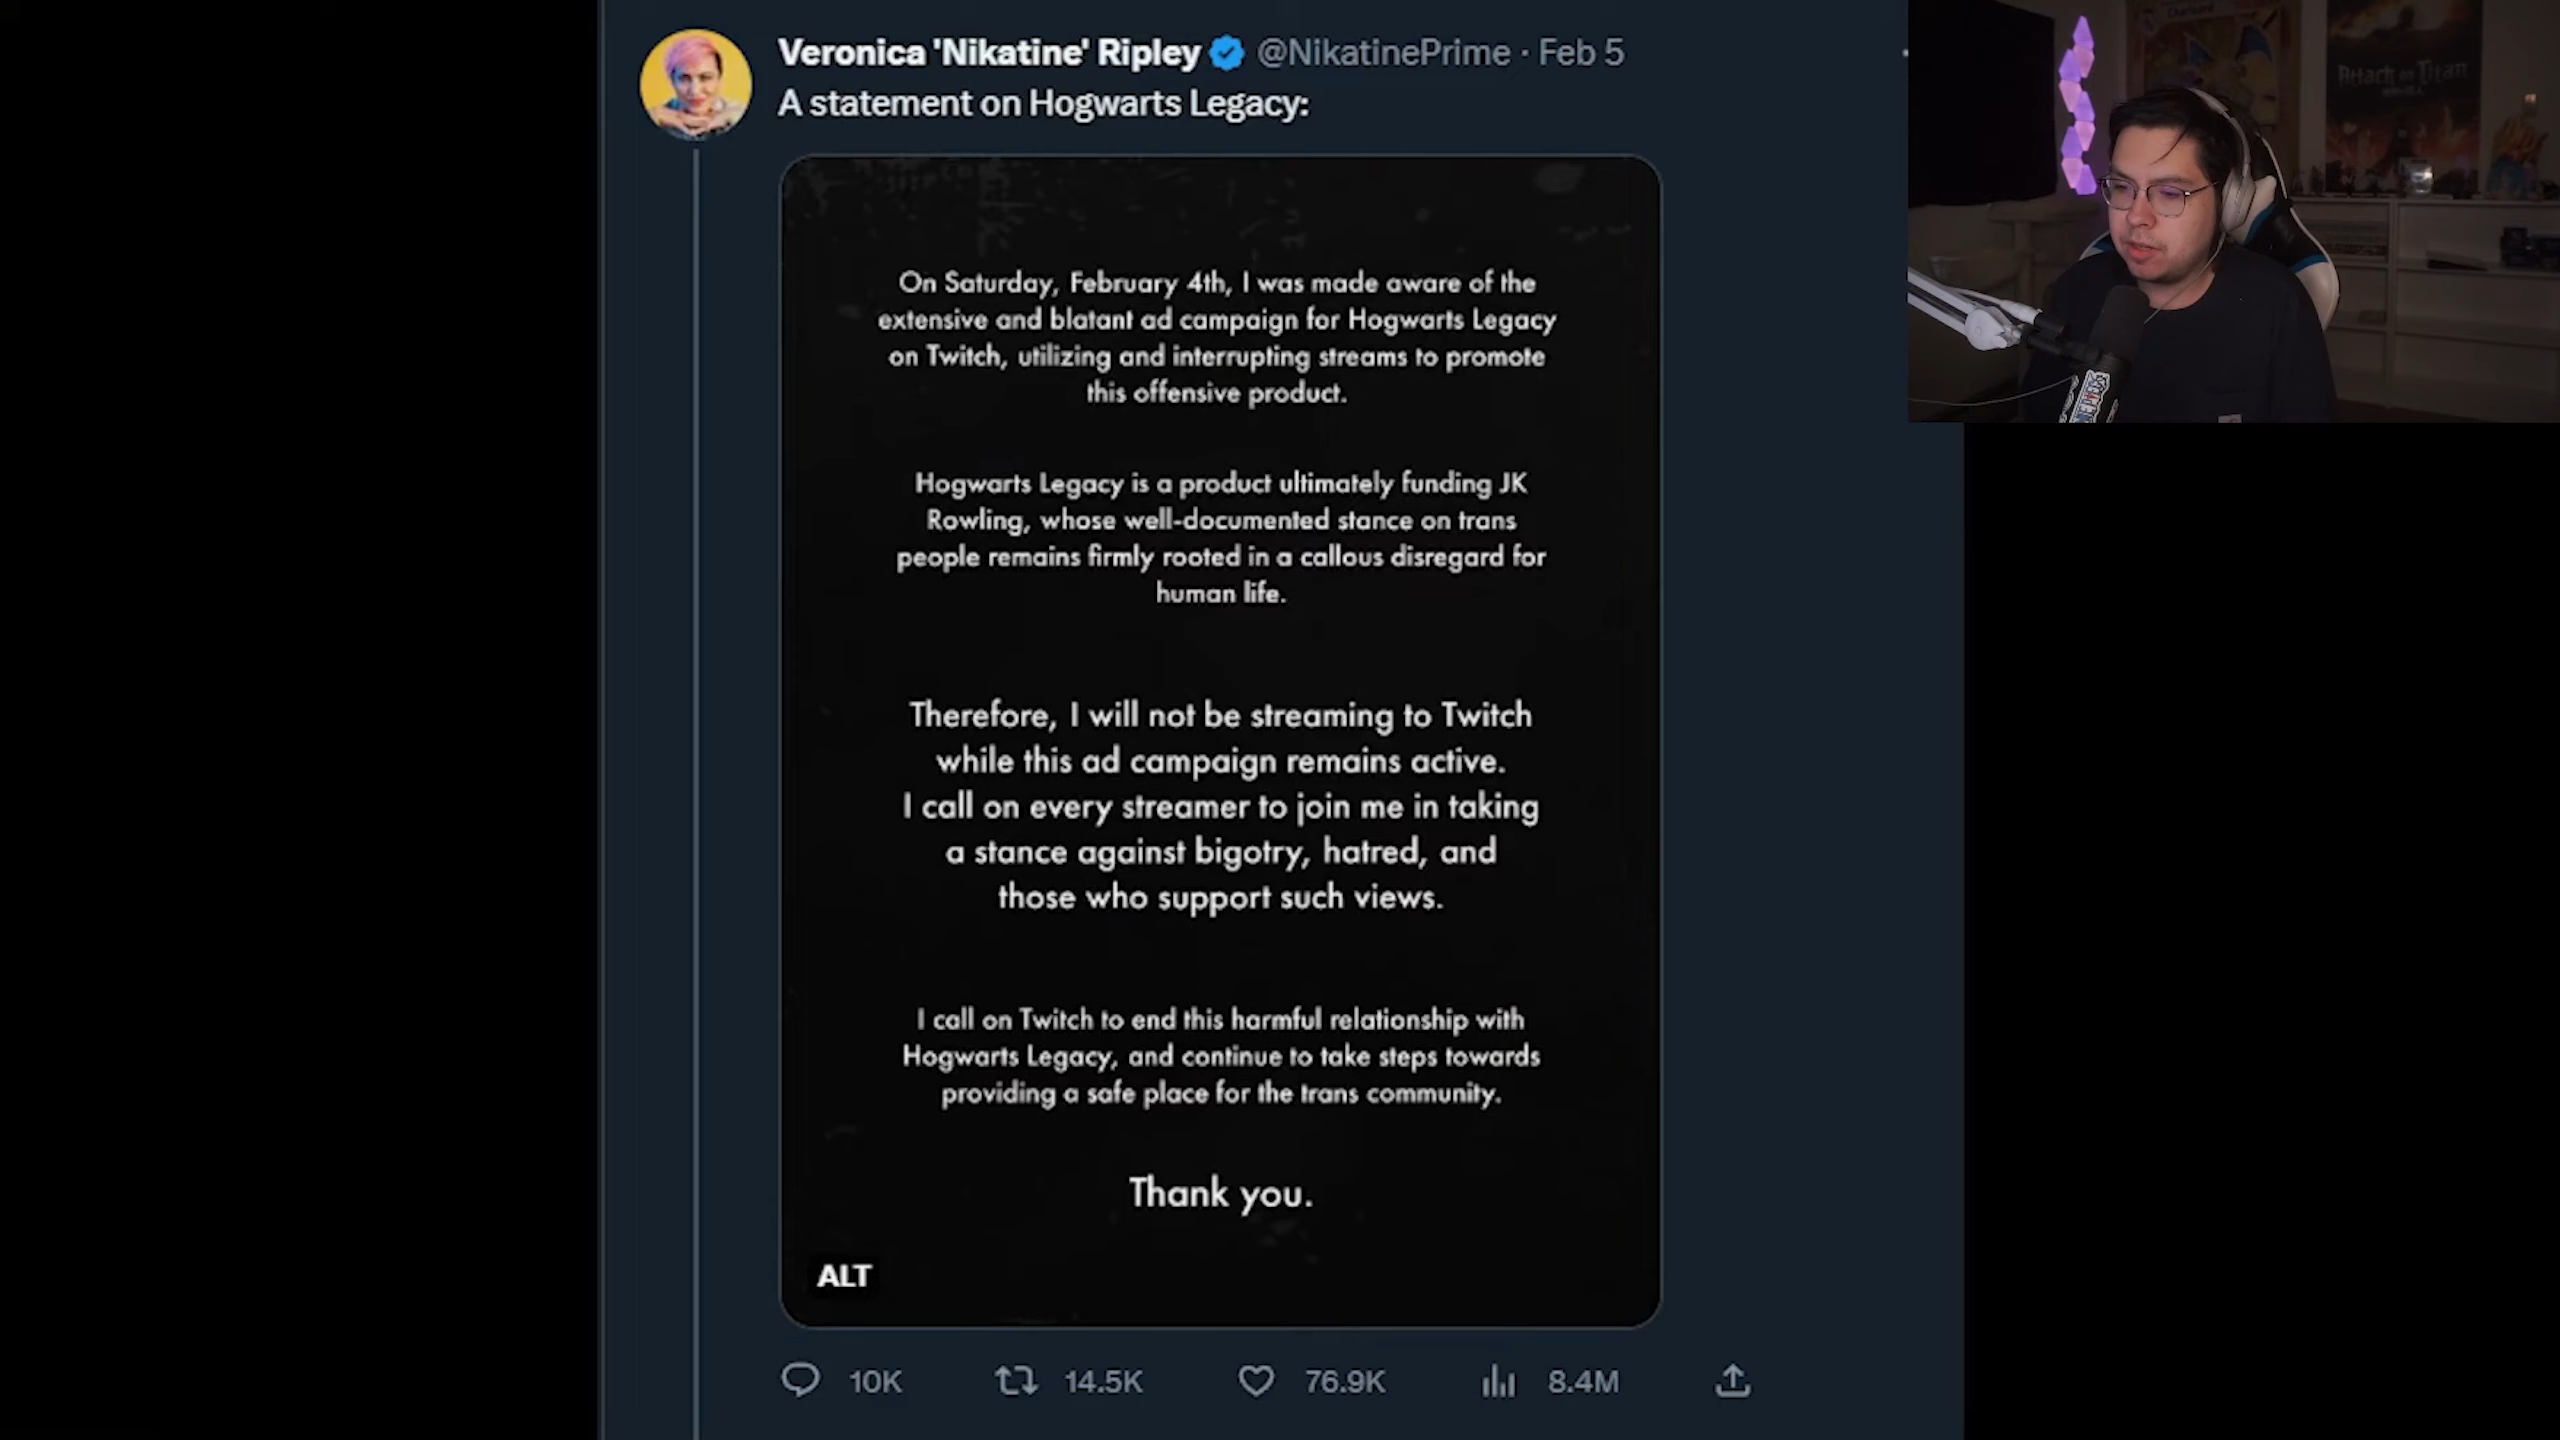 Veronica 'Nikatine' Ripley @NikatinePrime · Feb 5
A statement on Hogwarts Legacy:
On Saturday, February 4th, I was made aware of the
extensive and blatant ad campaign for Hogwarts Legacy
on Twitch, utilizing and interrupting streams to promote
this offensive product.
Hogwarts Legacy is a product ultimately funding JK
Rowling, whose well-documented stance on trans
people remains firmly rooted in a callous disregard for
human life.
Therefore, I will not be streaming to Twitch
while this ad campaign remains active.
I call on every streamer to join me in taking
a stance against bigotry, hatred, and
those who support such views.
I call on Twitch to end this harmful relationship with
Hogwarts Legacy, and continue to take steps towards
providing a safe place for the trans community.
Thank you.
ALT
10K 14.5K 76.9K 8.4M
Attack on Titan